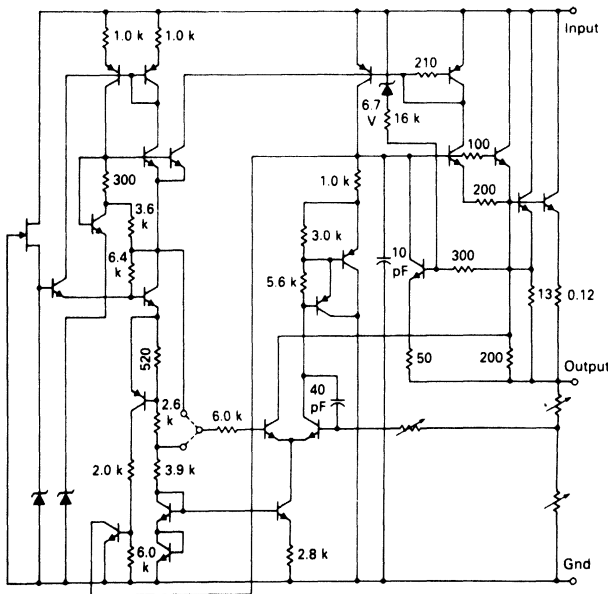 Input
1.0 k
1.0 k
210
6.7
V
16 k
100
300
1.0 k
200
3.6
k
3.0 k
10
pF
6.4
k
5.6 k
300
13
0.12
520
50
200
Output
2.6
k
6.0 k
40
pF
2.0 k
3.9 k
6.0
k
2.8 k
Gnd